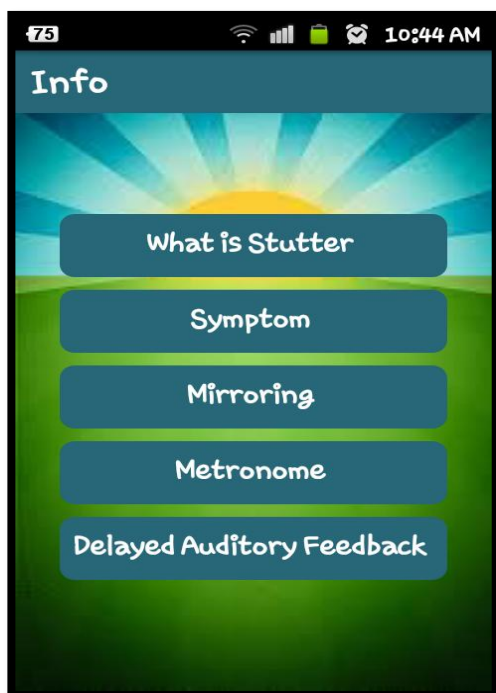 75 10:44 AM
Info
What is Stutter
Symptom
Mirroring
Metronome
Delayed Auditory Feedback